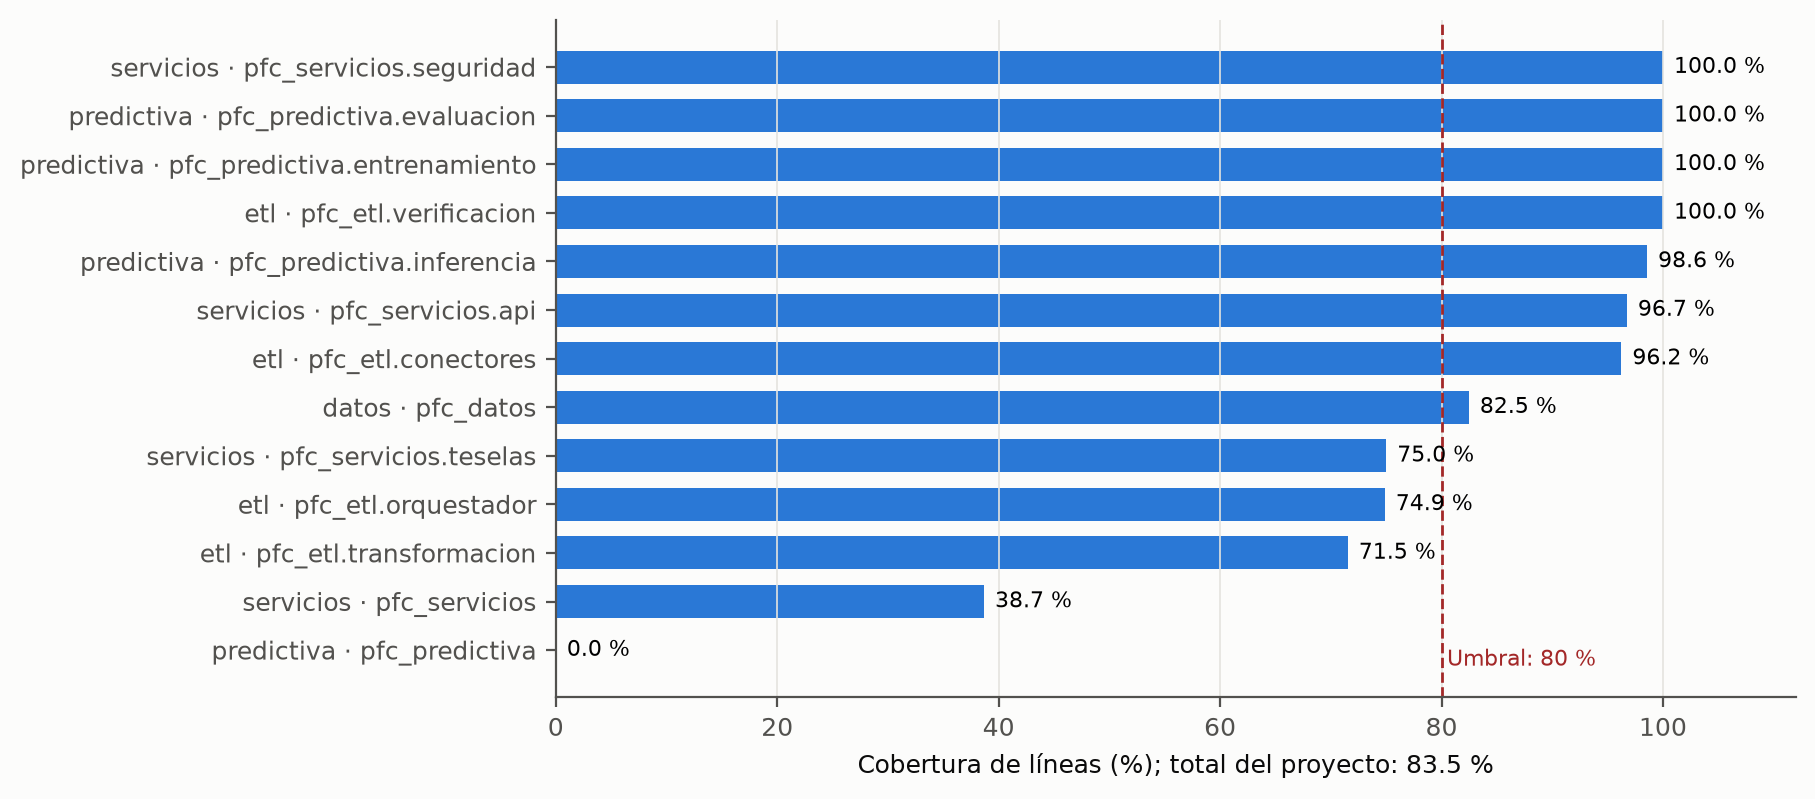 servicios · pfc_servicios.seguridad 100.0 %
predictiva · pfc_predictiva.evaluacion 100.0 %
predictiva · pfc_predictiva.entrenamiento 100.0 %
etl · pfc_etl.verificacion 100.0 %
predictiva · pfc_predictiva.inferencia 98.6 %
servicios · pfc_servicios.api 96.7 %
etl · pfc_etl.conectores 96.2 %
datos · pfc_datos 82.5 %
servicios · pfc_servicios.teselas 75.0 %
etl · pfc_etl.orquestador 74.9 %
etl · pfc_etl.transformacion 71.5 %
servicios · pfc_servicios 38.7 %
predictiva · pfc_predictiva 0.0 %
Umbral: 80 %
0 20 40 60 80 100
Cobertura de líneas (%); total del proyecto: 83.5 %